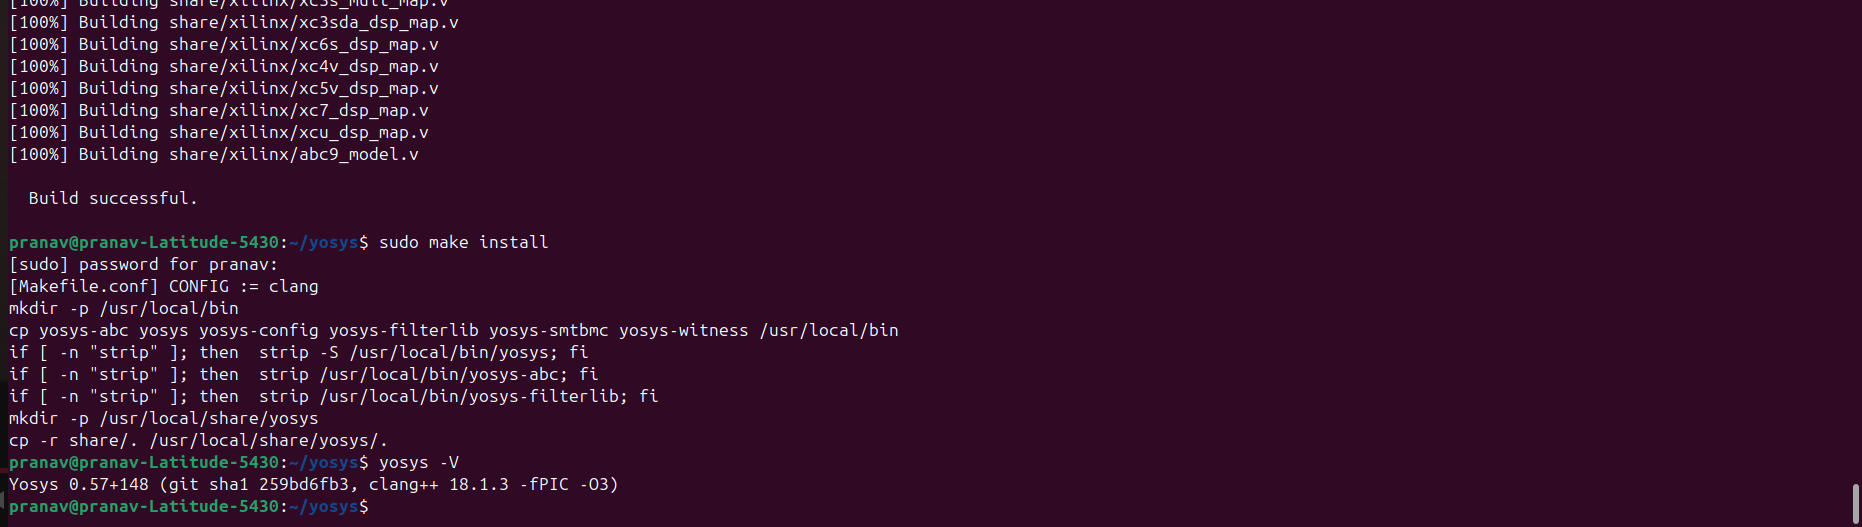 [100%] Building share/xilinx/xc3s_mult_map.v
[100%] Building share/xilinx/xc3sda_dsp_map.v
[100%] Building share/xilinx/xc6s_dsp_map.v
[100%] Building share/xilinx/xc4v_dsp_map.v
[100%] Building share/xilinx/xc5v_dsp_map.v
[100%] Building share/xilinx/xc7_dsp_map.v
[100%] Building share/xilinx/xcu_dsp_map.v
[100%] Building share/xilinx/abc9_model.v
Build successful.
pranav@pranav-Latitude-5430:~/yosys$ sudo make install
[sudo] password for pranav:
[Makefile.conf] CONFIG := clang
mkdir -p /usr/local/bin
cp yosys-abc yosys yosys-config yosys-filterlib yosys-smtbmc yosys-witness /usr/local/bin
if [ -n "strip" ]; then  strip -S /usr/local/bin/yosys; fi
if [ -n "strip" ]; then  strip /usr/local/bin/yosys-abc; fi
if [ -n "strip" ]; then  strip /usr/local/bin/yosys-filterlib; fi
mkdir -p /usr/local/share/yosys
cp -r share/. /usr/local/share/yosys/.
pranav@pranav-Latitude-5430:~/yosys$ yosys -V
Yosys 0.57+148 (git sha1 259bd6fb3, clang++ 18.1.3 -fPIC -O3)
pranav@pranav-Latitude-5430:~/yosys$